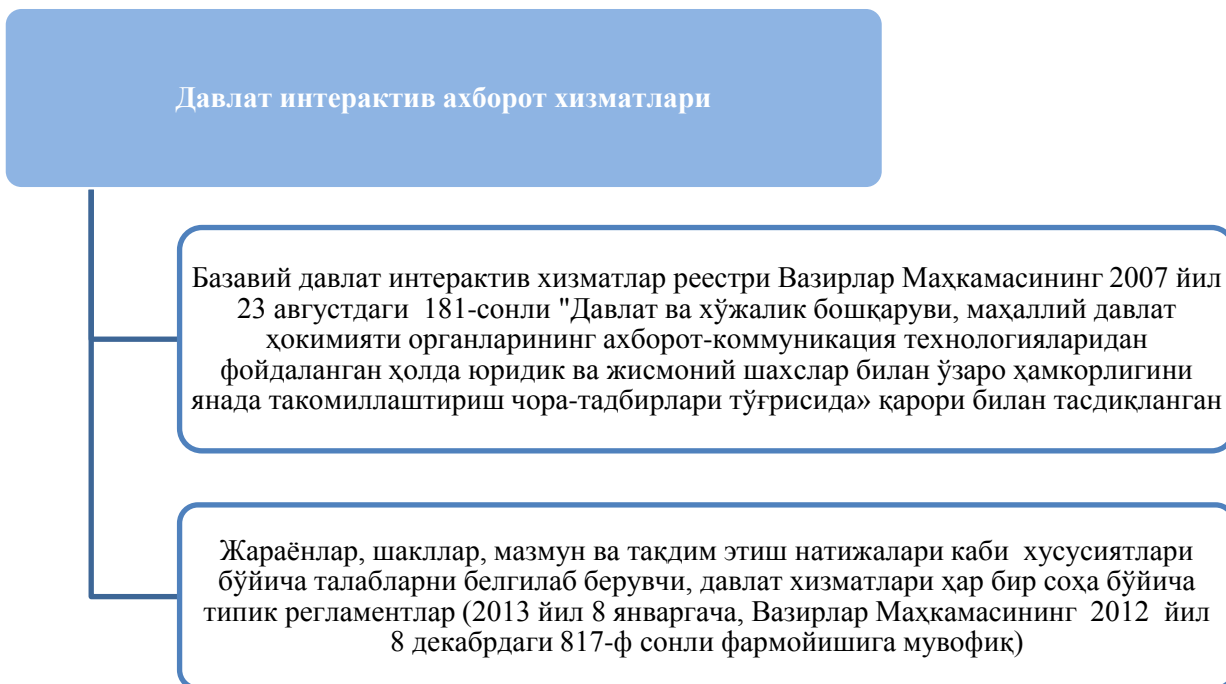 Давлат интерактив ахборот хизматлари
Базавий давлат интерактив хизматлар реестри Вазирлар Маҳкамасининг 2007 йил
23 августдаги 181-сонли "Давлат ва хўжалик бошқаруви, маҳаллий давлат
ҳокимияти органларининг ахборот-коммуникация технологияларидан
фойдаланган ҳолда юридик ва жисмоний шахслар билан ўзаро ҳамкорлигини
янада такомиллаштириш чора-тадбирлари тўғрисида» қарори билан тасдиқланган
Жараёнлар, шакллар, мазмун ва тақдим этиш натижалари каби хусусиятлари
бўйича талабларни белгилаб берувчи, давлат хизматлари ҳар бир соҳа бўйича
типик регламентлар (2013 йил 8 январгача, Вазирлар Маҳкамасининг 2012 йил
8 декабрдаги 817-ф сонли фармойишига мувофиқ)